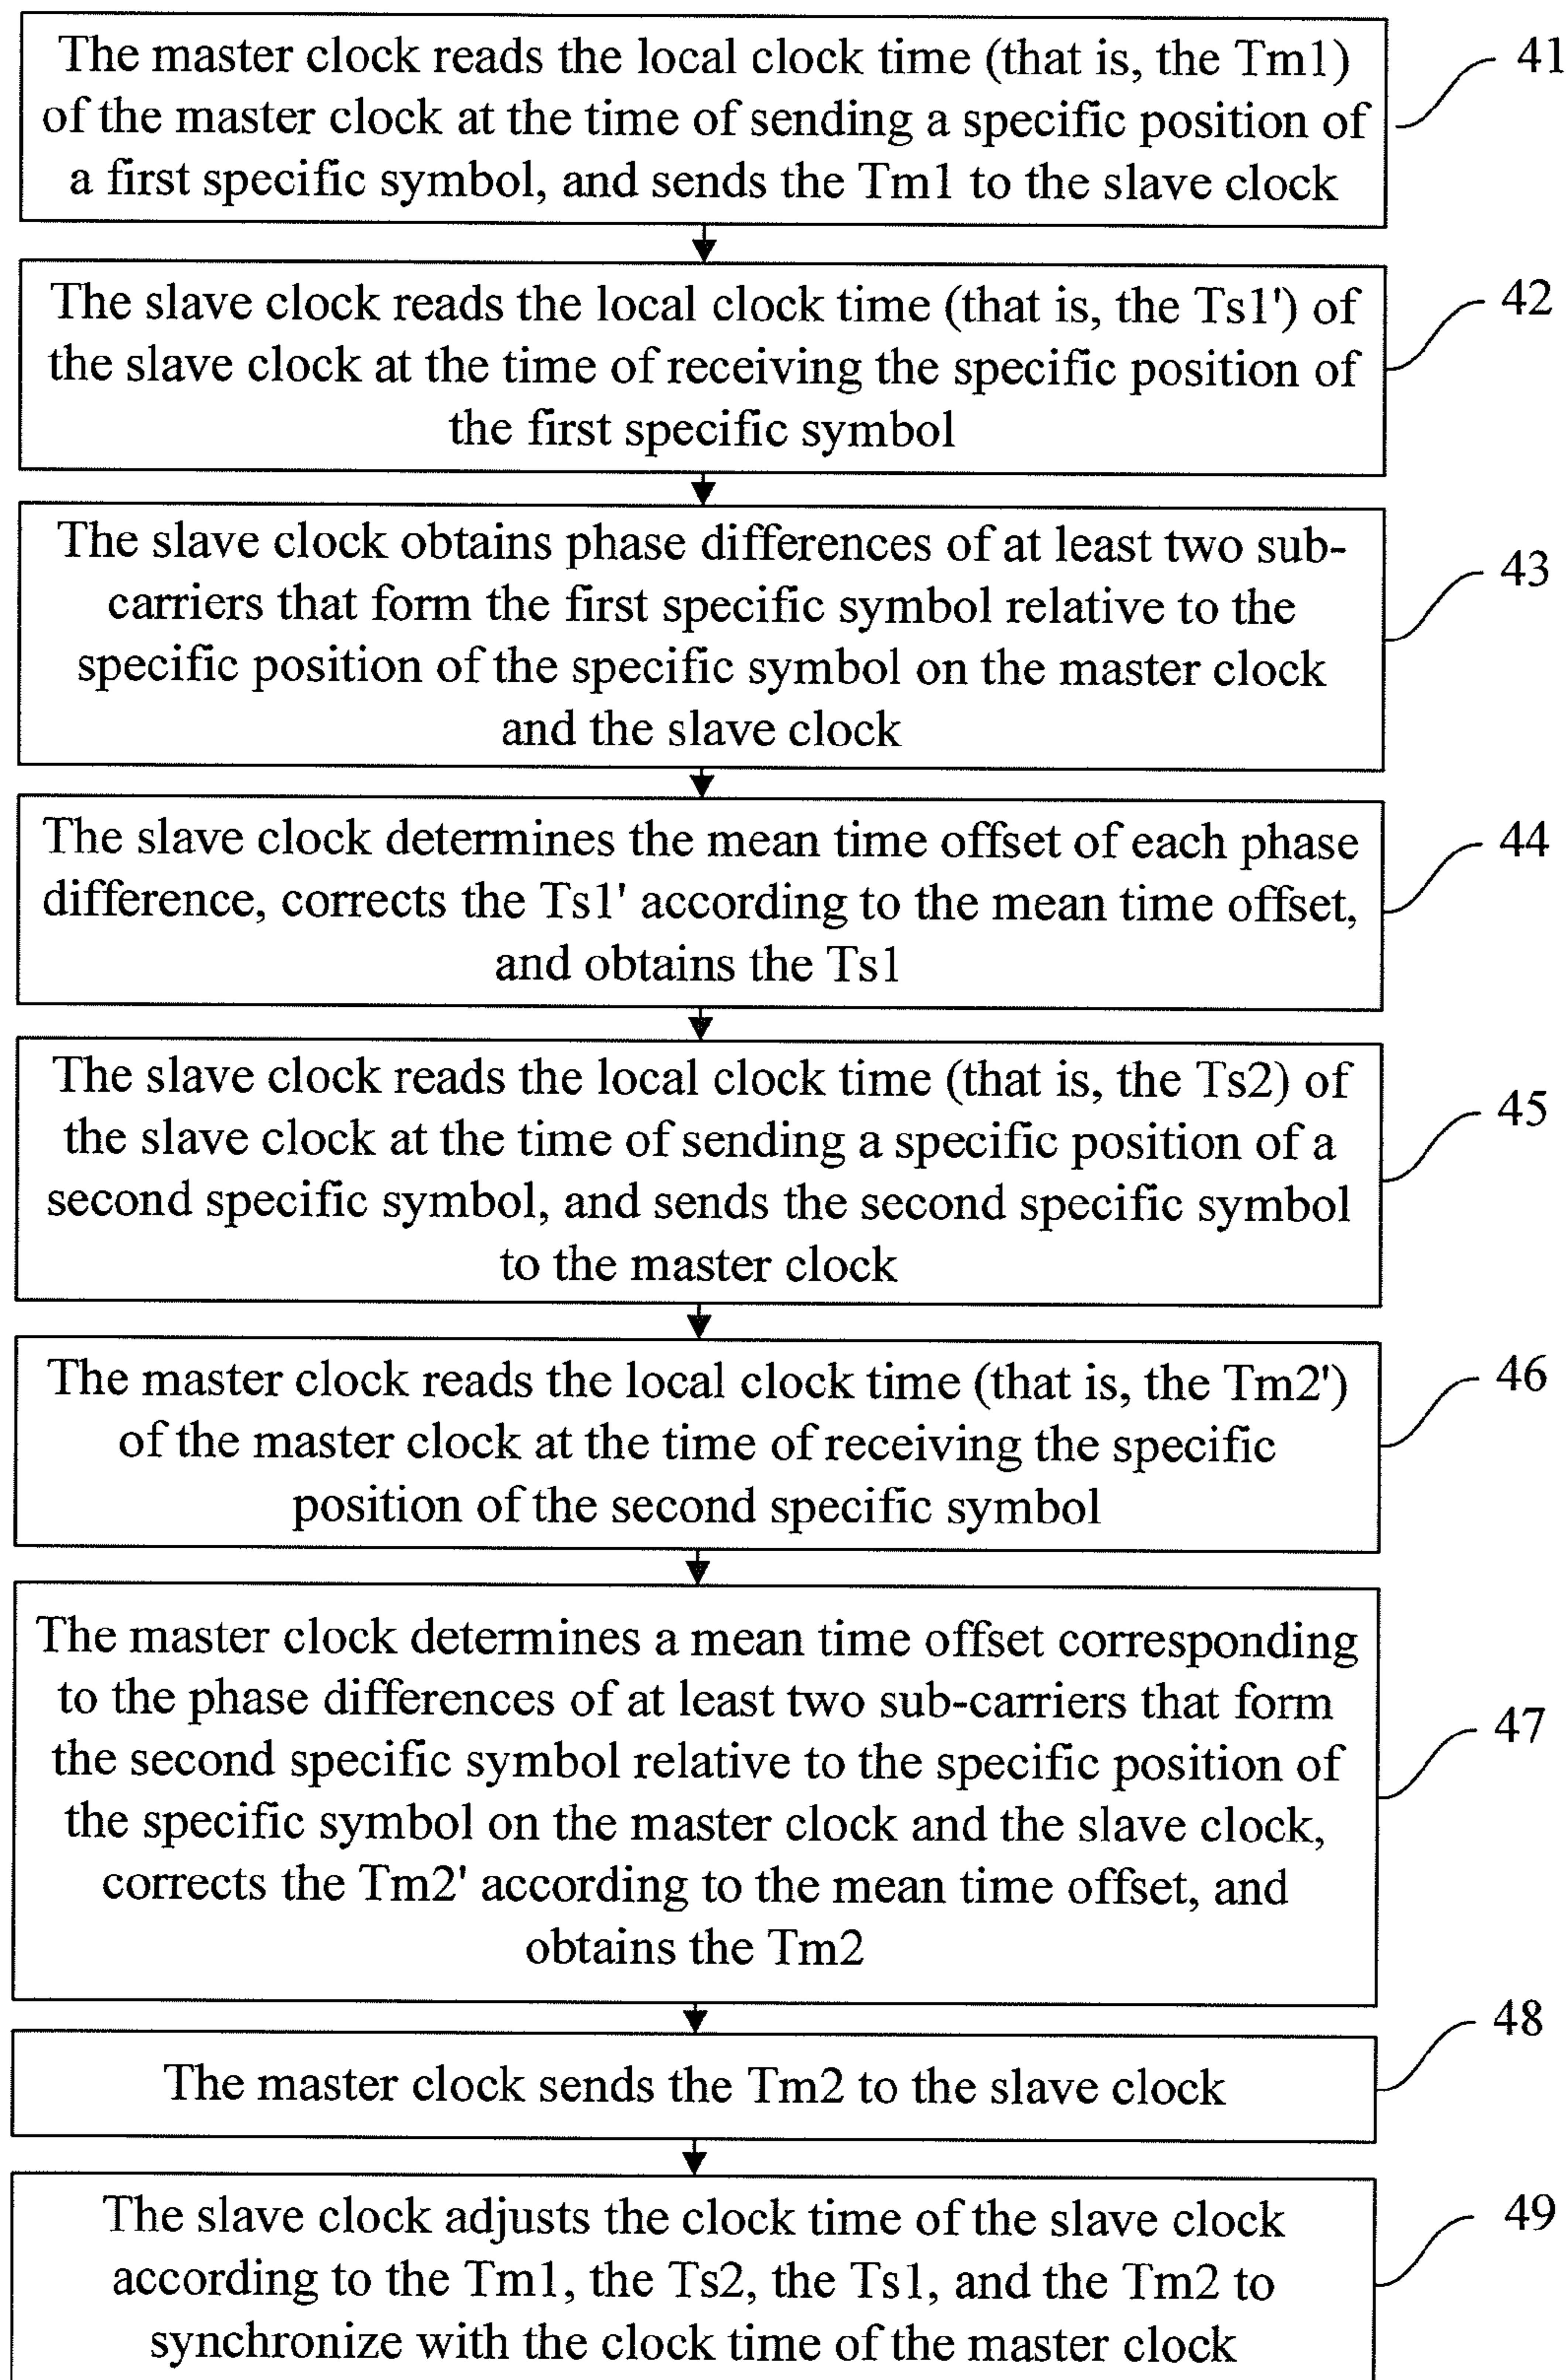 The master clock reads the local clock time (that is, the Tm1)
of the master clock at the time of sending a specific position of
a first specific symbol, and sends the Tm1 to the slave clock
41
The slave clock reads the local clock time (that is, the Ts1') of
the slave clock at the time of receiving the specific position of
the first specific symbol
42
The slave clock obtains phase differences of at least two sub-
carriers that form the first specific symbol relative to the
specific position of the specific symbol on the master clock
and the slave clock
43
The slave clock determines the mean time offset of each phase
difference, corrects the Ts1' according to the mean time offset,
and obtains the Ts1
44
The slave clock reads the local clock time (that is, the Ts2) of
the slave clock at the time of sending a specific position of a
second specific symbol, and sends the second specific symbol
to the master clock
45
The master clock reads the local clock time (that is, the Tm2')
of the master clock at the time of receiving the specific
position of the second specific symbol
46
The master clock determines a mean time offset corresponding
to the phase differences of at least two sub-carriers that form
the second specific symbol relative to the specific position of
the specific symbol on the master clock and the slave clock,
corrects the Tm2' according to the mean time offset, and
obtains the Tm2
47
The master clock sends the Tm2 to the slave clock
48
The slave clock adjusts the clock time of the slave clock
according to the Tm1, the Ts2, the Ts1, and the Tm2 to
synchronize with the clock time of the master clock
49